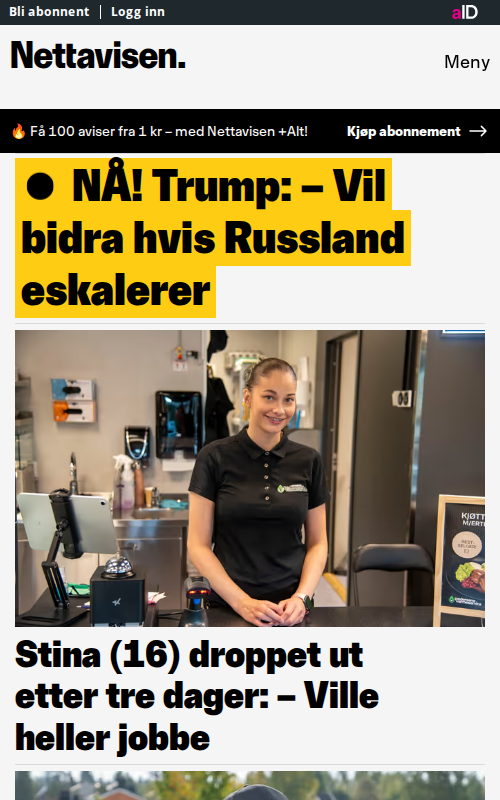 Bli abonnent | Logg inn
aID
Nettavisen.
Meny
🔥 Få 100 aviser fra 1 kr – med Nettavisen +Alt!
Kjøp abonnement →
● NÅ! Trump: – Vil
bidra hvis Russland
eskalerer
KJØTT
Stina (16) droppet ut
etter tre dager: – Ville
heller jobbe